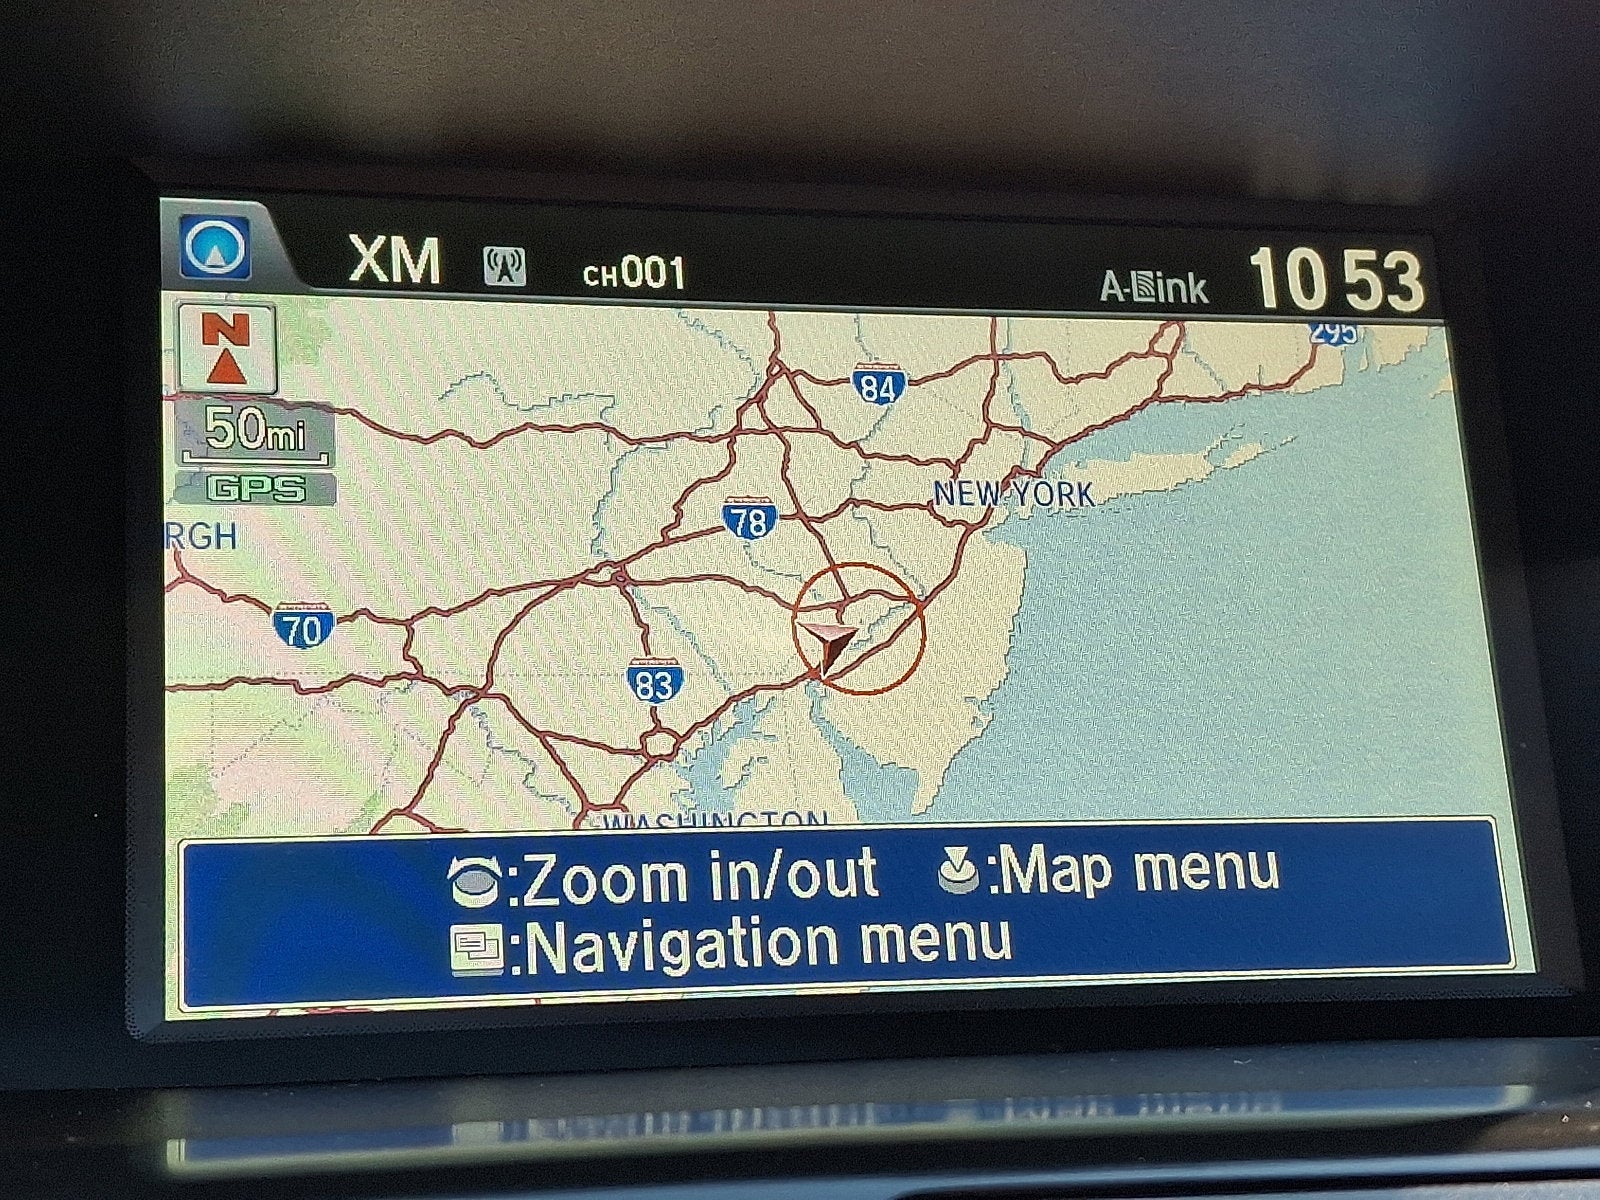 XM CH001 A-Link 10 53
N
50mi
GPS
295
84
NEW YORK
78
RGH
70
83
WASHINGTON
:Zoom in/out :Map menu
:Navigation menu